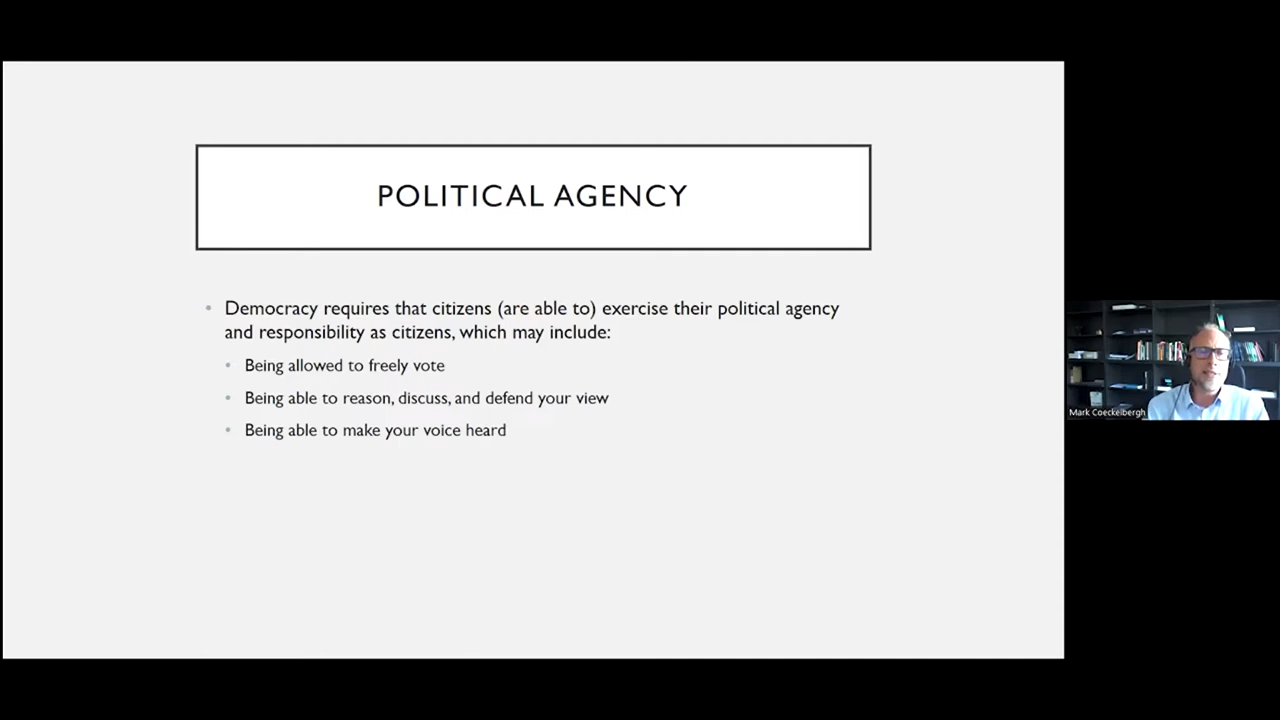 POLITICAL AGENCY
• Democracy requires that citizens (are able to) exercise their political agency
and responsibility as citizens, which may include:
• Being allowed to freely vote
• Being able to reason, discuss, and defend your view
• Being able to make your voice heard
Mark Coeckelbergh